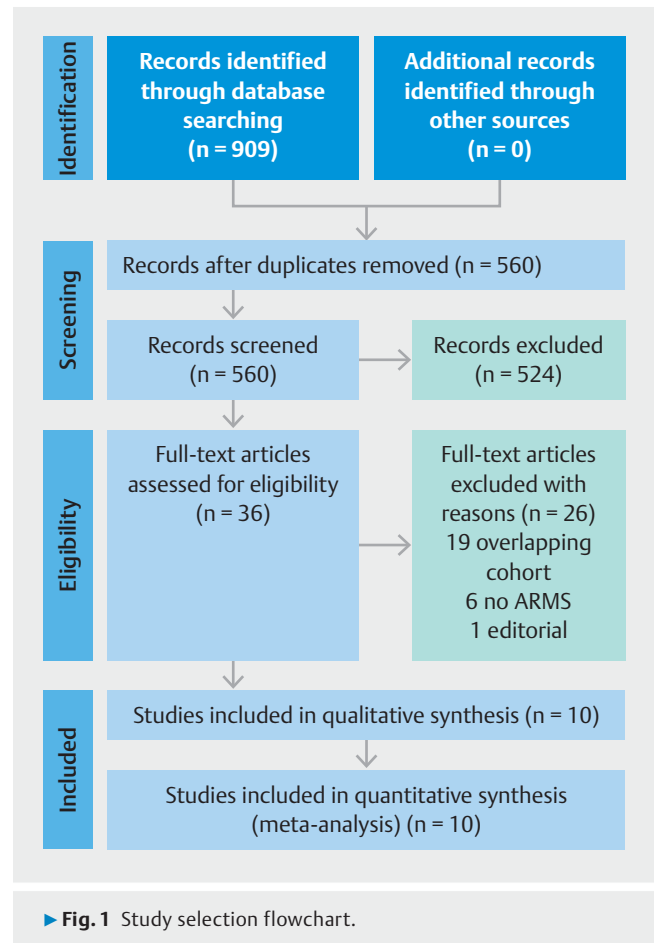 Identification
Records identified
through database
searching
(n = 909)
Additional records
identified through
other sources
(n = 0)
Screening
Records after duplicates removed (n = 560)
Records screened
(n = 560)
Records excluded
(n = 524)
Eligibility
Full-text articles
assessed for eligibility
(n = 36)
Full-text articles
excluded with
reasons (n = 26)
19 overlapping
cohort
6 no ARMS
1 editorial
Included
Studies included in qualitative synthesis (n = 10)
Studies included in quantitative synthesis
(meta-analysis) (n = 10)
▶ Fig. 1 Study selection flowchart.